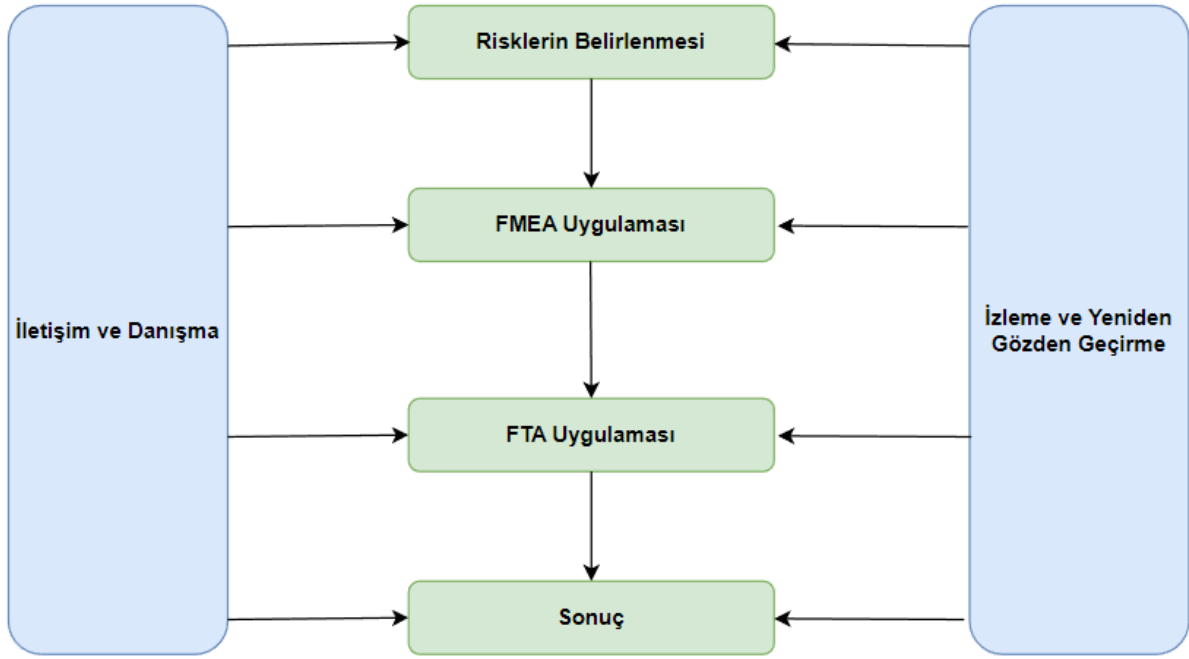 Risklerin Belirlenmesi
FMEA Uygulaması
İletişim ve Danışma
İzleme ve Yeniden
Gözden Geçirme
FTA Uygulaması
Sonuç